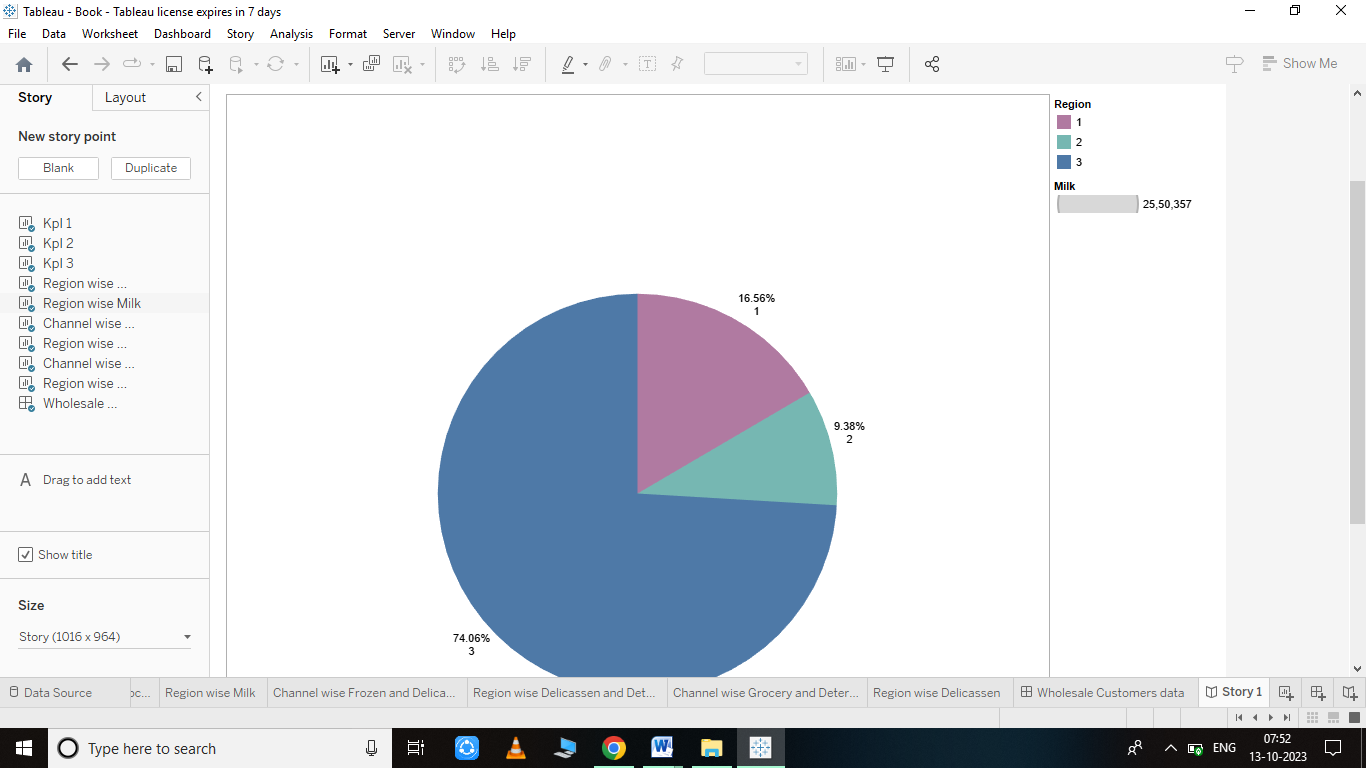 Tableau - Book - Tableau license expires in 7 days
File Data Worksheet Dashboard Story Analysis Format Server Window Help
Show Me
Story Layout
New story point
Blank Duplicate
KpI 1
KpI 2
KpI 3
Region wise ...
Region wise Milk
Channel wise ...
Region wise ...
Channel wise ...
Region wise ...
Wholesale ...
A Drag to add text
Show title
Size
Story (1016 x 964)
16.56%
1
9.38%
2
74.06%
3
Region
1
2
3
Milk
25,50,357
Data Source oc... Region wise Milk Channel wise Frozen and Delica... Region wise Delicassen and Det... Channel wise Grocery and Deter... Region wise Delicassen Wholesale Customers data Story 1
Type here to search
W
ENG
07:52
13-10-2023